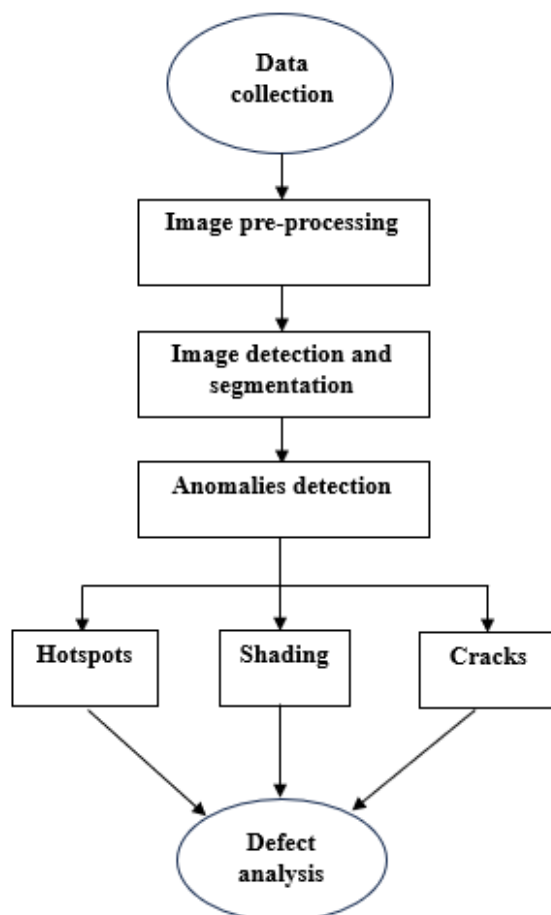 Data
collection
Image pre-processing
Image detection and
segmentation
Anomalies detection
Hotspots
Shading
Cracks
Defect
analysis